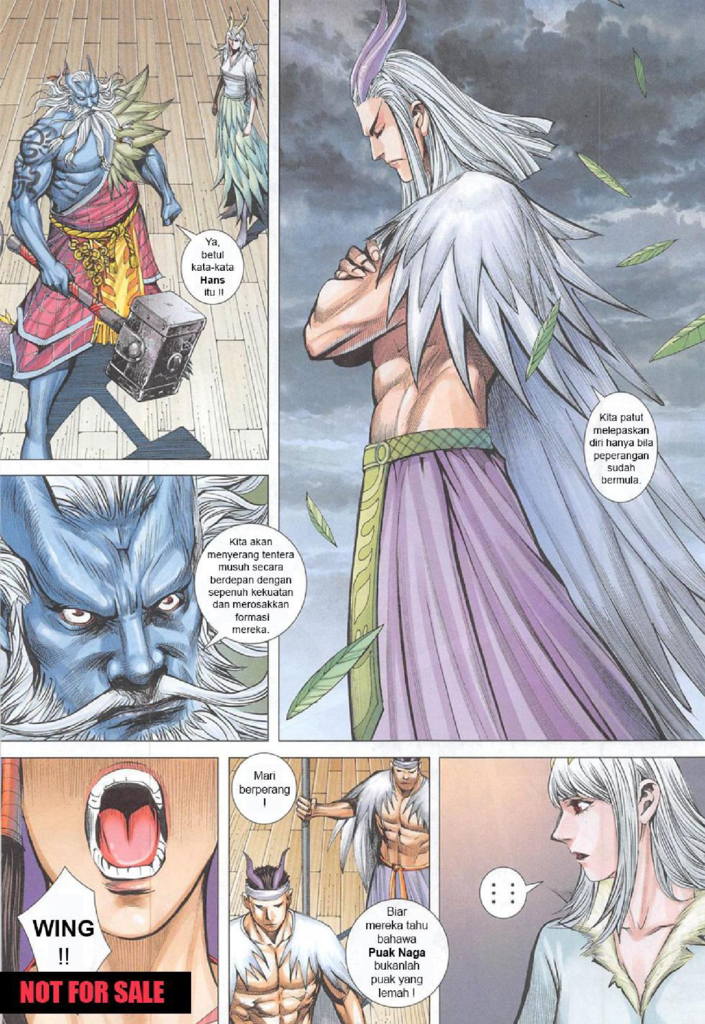 Ya,
betul
kata-kata
Hans
itu !!
Kita patut
melepaskan
diri hanya bila
peperangan
sudah
bermula.
Kita akan
menyerang tentera
musuh secara
berdepan dengan
sepenuh kekuatan
dan merosakkan
formasi
mereka.
WING
!!
NOT FOR SALE
Mari
berperang
!
Biar
mereka tahu
bahawa
Puak Naga
bukanlah
puak yang
lemah !
: : :